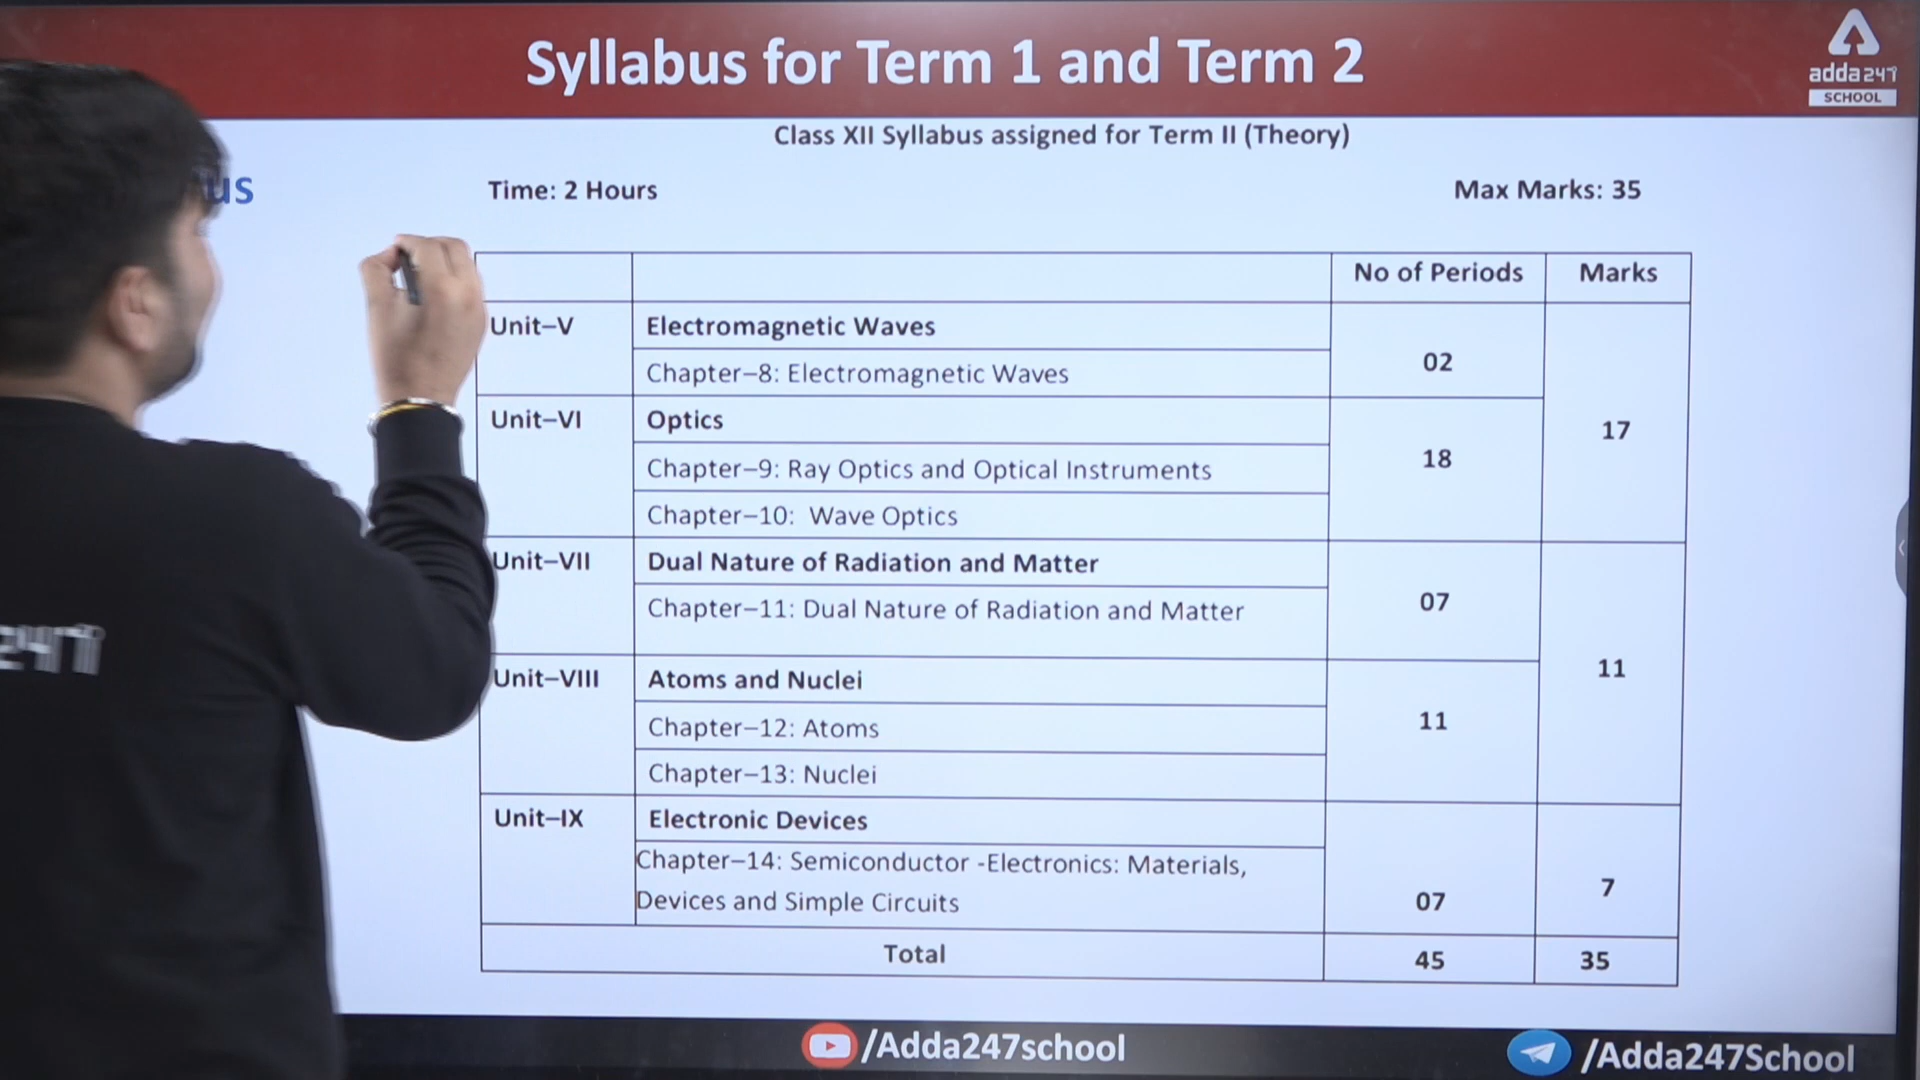 Syllabus for Term 1 and Term 2
adda247
SCHOOL
Class XII Syllabus assigned for Term II (Theory)
us
Time: 2 Hours
Max Marks: 35
No of Periods
Marks
Unit–V
Electromagnetic Waves
02
17
Chapter–8: Electromagnetic Waves
Unit–VI
Optics
18
Chapter–9: Ray Optics and Optical Instruments
Chapter–10: Wave Optics
Unit–VII
Dual Nature of Radiation and Matter
07
11
Chapter–11: Dual Nature of Radiation and Matter
Unit–VIII
Atoms and Nuclei
11
Chapter–12: Atoms
Chapter–13: Nuclei
Unit–IX
Electronic Devices
07
7
Chapter–14: Semiconductor -Electronics: Materials,
Devices and Simple Circuits
Total
45
35
247
/Adda247school
/Adda247School